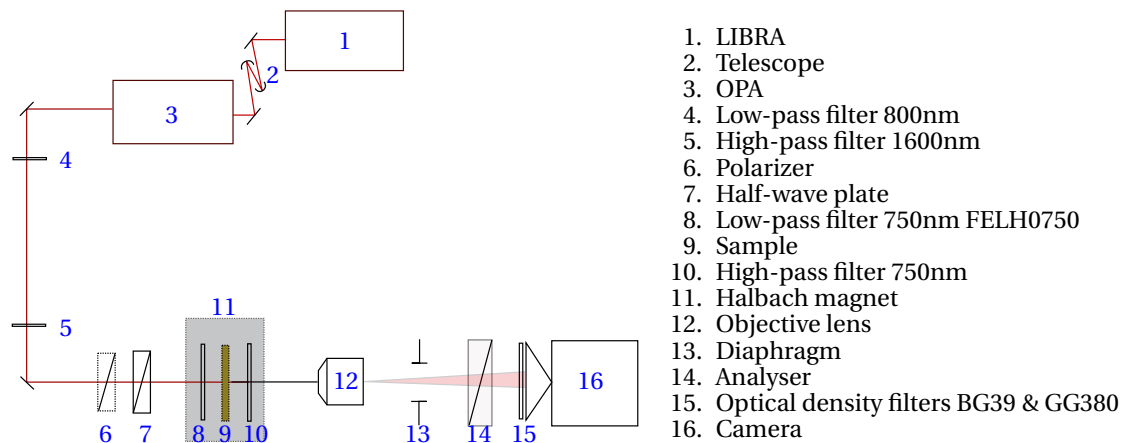 1
2
3
4
5
6
7
8
9
10
11
12
13
14
15
16
1. LIBRA
2. Telescope
3. OPA
4. Low-pass filter 800nm
5. High-pass filter 1600nm
6. Polarizer
7. Half-wave plate
8. Low-pass filter 750nm FELH0750
9. Sample
10. High-pass filter 750nm
11. Halbach magnet
12. Objective lens
13. Diaphragm
14. Analyser
15. Optical density filters BG39 & GG380
16. Camera